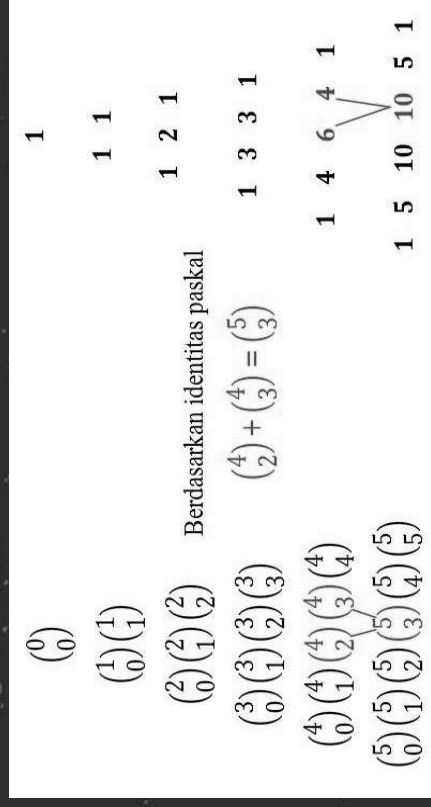 (0 0)
(1 0)(1 1)
(2 0)(2 1)(2 2)
(3 0)(3 1)(3 2)(3 3)
(4 0)(4 1)(4 2)(4 3)(4 4)
(5 0)(5 1)(5 2)(5 3)(5 4)(5 5)
Berdasarkan identitas paskal
(4 2) + (4 3) = (5 3)
1
1 1
1 2 1
1 3 3 1
1 4 6 4 1
1 5 10 10 5 1